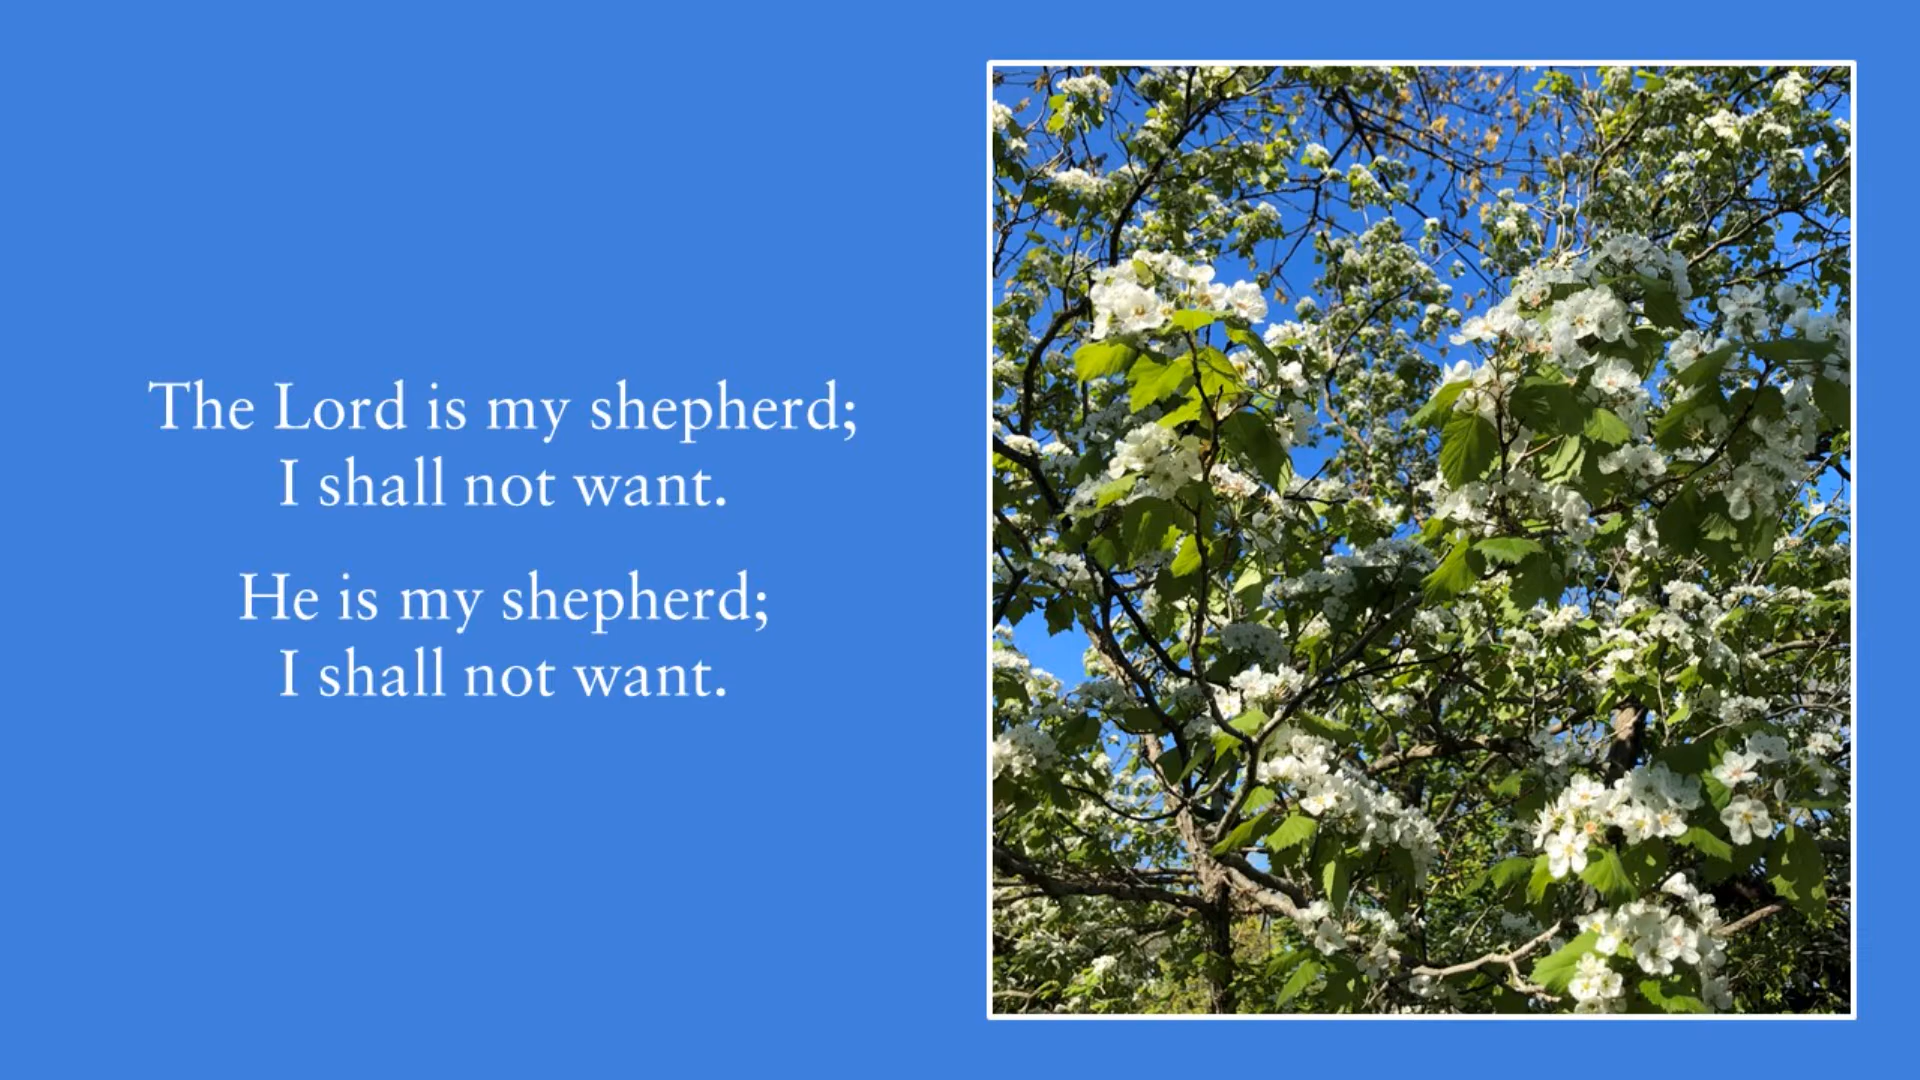 The Lord is my shepherd;
I shall not want.
He is my shepherd;
I shall not want.